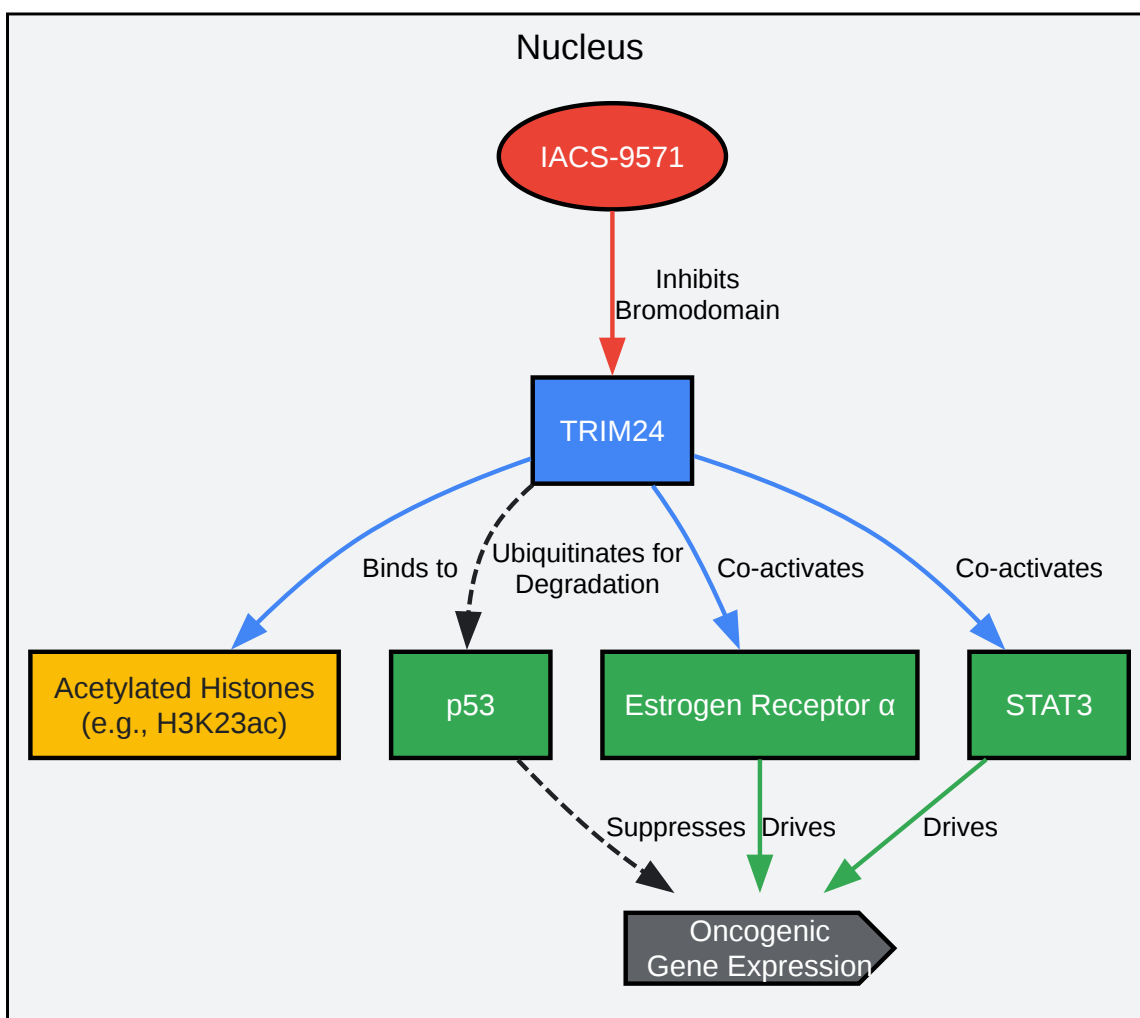 Nucleus
IACS-9571
Inhibits
Bromodomain
TRIM24
Binds to
Ubiquitinates for
Degradation
Co-activates
Co-activates
Acetylated Histones
(e.g., H3K23ac)
p53
Estrogen Receptor α
STAT3
Suppresses
Drives
Drives
Oncogenic
Gene Expression